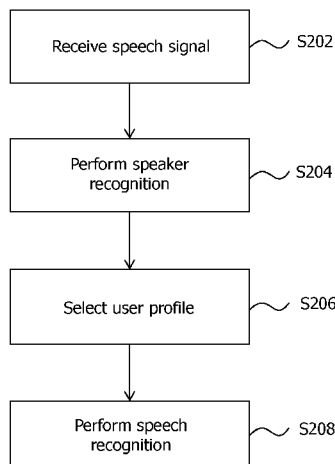 Receive speech signal
S202
Perform speaker
recognition
S204
Select user profile
S206
Perform speech
recognition
S208